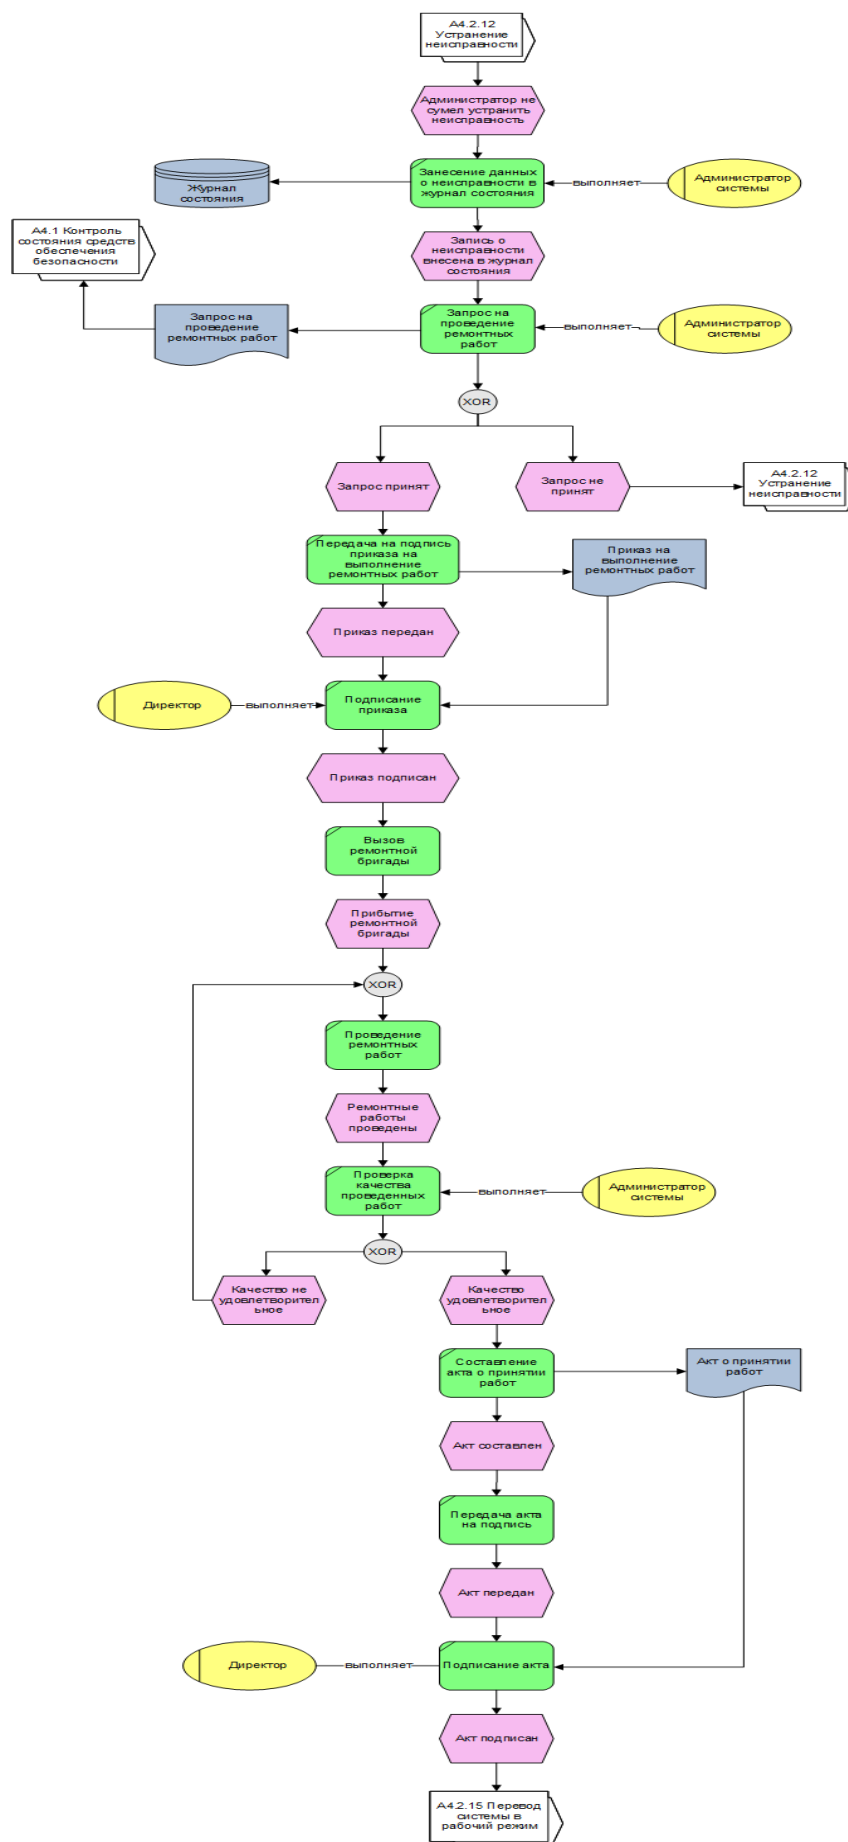 А4.2.12
Устранение
неисправности
Администратор не
сумел устранить
неисправность
Занесение данных
о неисправности в
журнал состояния
выполняет
Администратор
системы
Журнал
состояния
А4.1 Контроль
состояния средств
обеспечения
безопасности
Запись о
неисправности
внесена в журнал
состояния
Запрос на
проведение
ремонтных работ
Запрос на
проведение
ремонтных
работ
выполняет
Администратор
системы
XOR
Запрос принят
Запрос не
принят
А4.2.12
Устранение
неисправности
Передача на подпись
приказа на
выполнение
ремонтных работ
Приказ на
выполнение
ремонтных работ
Приказ передан
Директор
выполняет
Подписание
приказа
Приказ подписан
Вызов
ремонтной
бригады
Прибытие
ремонтной
бригады
XOR
Проведение
ремонтных
работ
Ремонтные
работы
проведены
Проверка
качества
проведенных
работ
выполняет
Администратор
системы
XOR
Качество не
удовлетворител
ьное
Качество
удовлетворител
ьное
Составление
акта о принятии
работ
Акт о принятии
работ
Акт составлен
Передача акта
на подпись
Акт передан
Директор
выполняет
Подписание акта
Акт подписан
А4.2.15 Перевод
системы в
рабочий режим